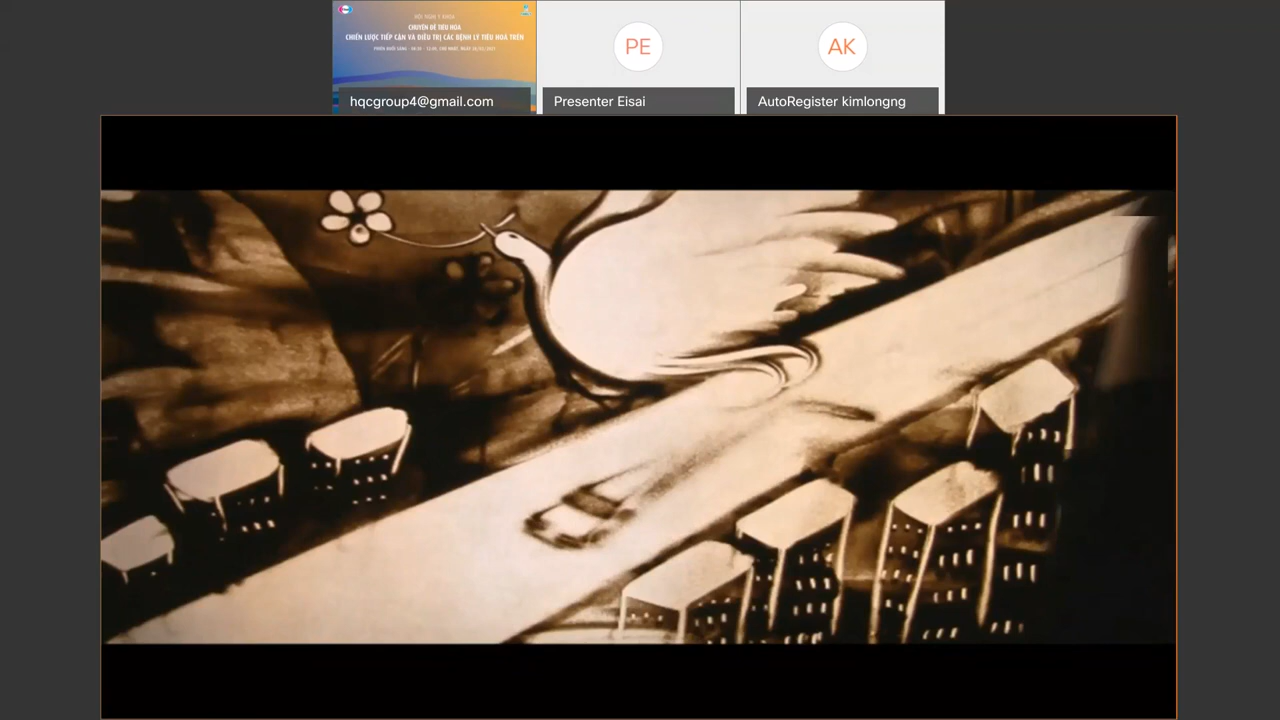 HỘI NGHỊ Y KHOA
CHUYÊN ĐỀ TIÊU HÓA
CHIẾN LƯỢC TIẾP CẬN VÀ ĐIỀU TRỊ CÁC BỆNH LÝ TIÊU HOÁ TRÊN
hqcgroup4@gmail.com
PE
Presenter Eisai
AK
AutoRegister kimlongng